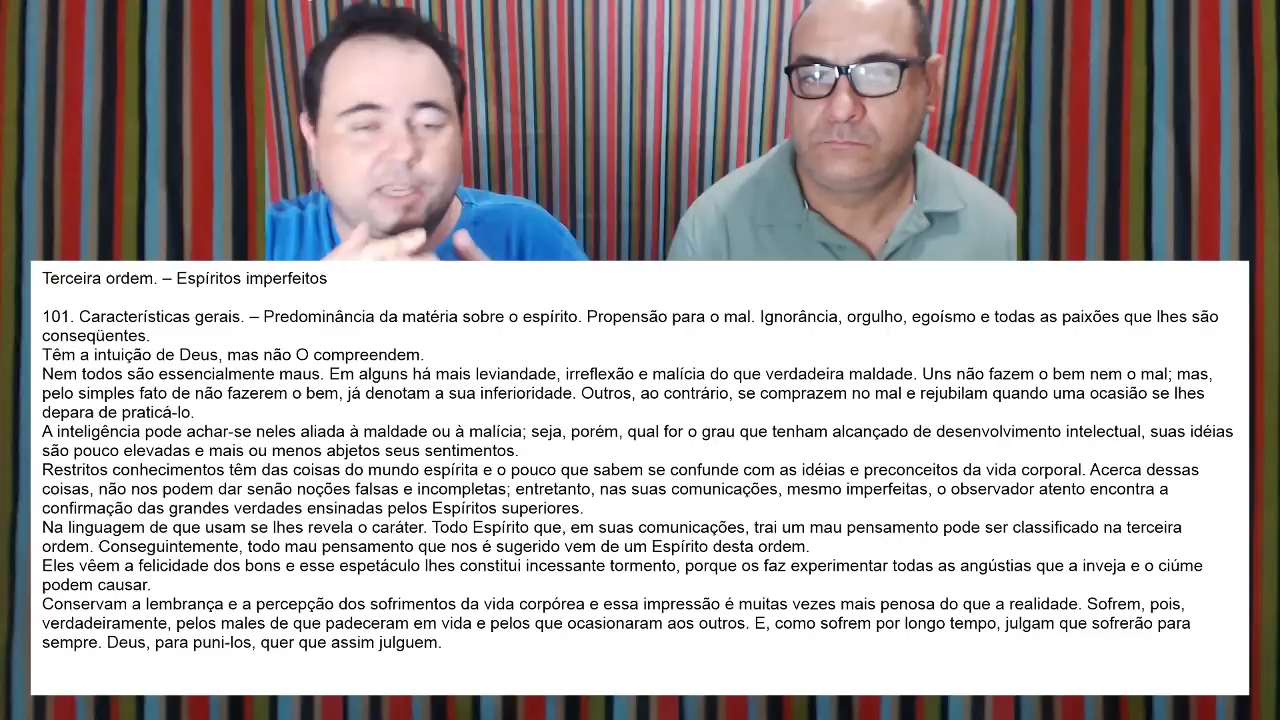 Terceira ordem. – Espíritos imperfeitos
101. Características gerais. – Predominância da matéria sobre o espírito. Propensão para o mal. Ignorância, orgulho, egoísmo e todas as paixões que lhes são
conseqüentes.
Têm a intuição de Deus, mas não O compreendem.
Nem todos são essencialmente maus. Em alguns há mais leviandade, irreflexão e malícia do que verdadeira maldade. Uns não fazem o bem nem o mal; mas,
pelo simples fato de não fazerem o bem, já denotam a sua inferioridade. Outros, ao contrário, se comprazem no mal e rejubilam quando uma ocasião se lhes
depara de praticá-lo.
A inteligência pode achar-se neles aliada à maldade ou à malícia; seja, porém, qual for o grau que tenham alcançado de desenvolvimento intelectual, suas idéias
são pouco elevadas e mais ou menos abjetos seus sentimentos.
Restritos conhecimentos têm das coisas do mundo espírita e o pouco que sabem se confunde com as idéias e preconceitos da vida corporal. Acerca dessas
coisas, não nos podem dar senão noções falsas e incompletas; entretanto, nas suas comunicações, mesmo imperfeitas, o observador atento encontra a
confirmação das grandes verdades ensinadas pelos Espíritos superiores.
Na linguagem de que usam se lhes revela o caráter. Todo Espírito que, em suas comunicações, trai um mau pensamento pode ser classificado na terceira
ordem. Conseguintemente, todo mau pensamento que nos é sugerido vem de um Espírito desta ordem.
Eles vêem a felicidade dos bons e esse espetáculo lhes constitui incessante tormento, porque os faz experimentar todas as angústias que a inveja e o ciúme
podem causar.
Conservam a lembrança e a percepção dos sofrimentos da vida corpórea e essa impressão é muitas vezes mais penosa do que a realidade. Sofrem, pois,
verdadeiramente, pelos males de que padeceram em vida e pelos que ocasionaram aos outros. E, como sofrem por longo tempo, julgam que sofrerão para
sempre. Deus, para puni-los, quer que assim julguem.